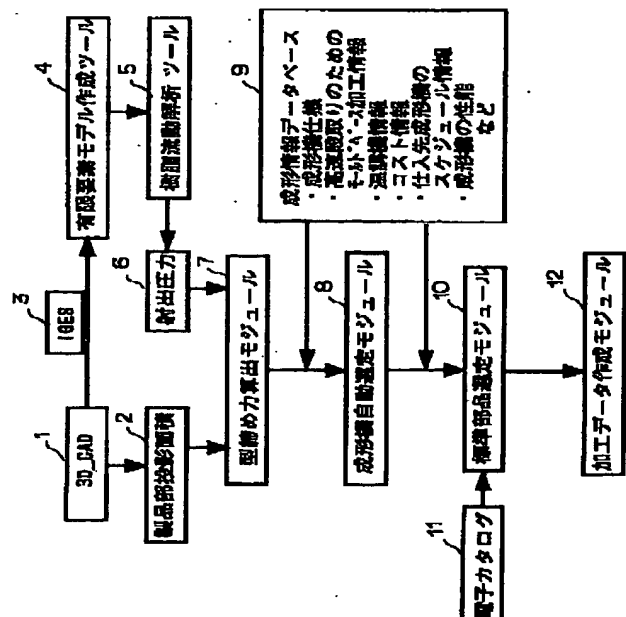 1
3D_CAD
3
IGES
4
有限要素モデル作成ツール
5
樹脂流動解析 ツール
2
製品部投影面積
6
射出圧力
7
型締め力算出モジュール
9
成形情報データベース
・成形機仕様
・高速段取りのための
モールドベース加工情報
・温調機情報
・コスト情報
・仕入先成形機の
スケジュール情報
・成形機の性能
など
8
成形機自動選定モジュール
10
標準部品選定モジュール
11
電子カタログ
12
加工データ作成モジュール